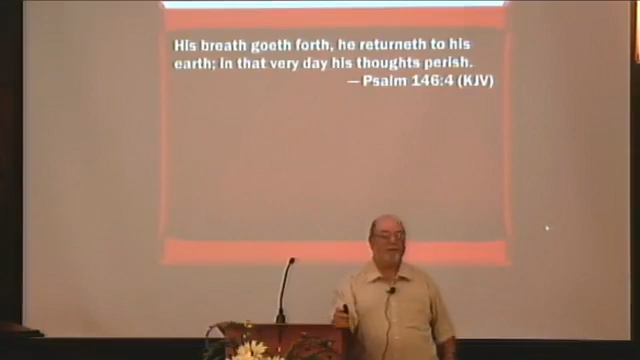 His breath goeth forth, he returneth to his
earth; in that very day his thoughts perish.
— Psalm 146:4 (KJV)